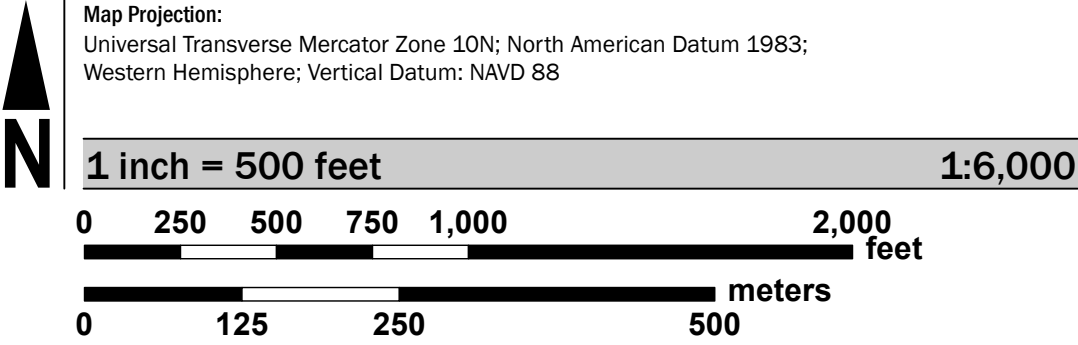 Map Projection:
Universal Transverse Mercator Zone 10N; North American Datum 1983;
Western Hemisphere; Vertical Datum: NAVD 88
N
1 inch = 500 feet 1:6,000
0 250 500 750 1,000 2,000
feet
meters
0 125 250 500